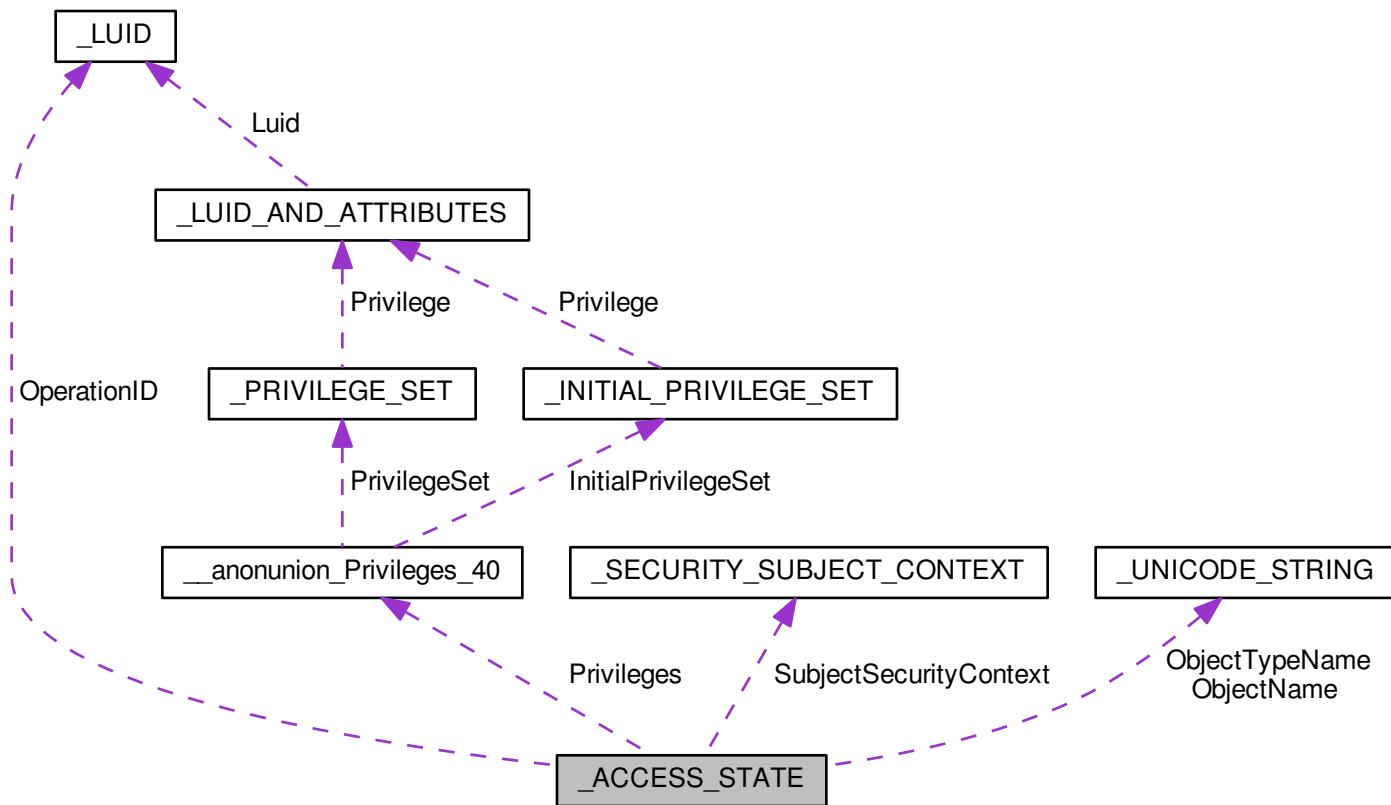 _LUID
Luid
_LUID_AND_ATTRIBUTES
Privilege
Privilege
OperationID
_PRIVILEGE_SET
_INITIAL_PRIVILEGE_SET
PrivilegeSet
InitialPrivilegeSet
__anonunion_Privileges_40
_SECURITY_SUBJECT_CONTEXT
_UNICODE_STRING
Privileges
SubjectSecurityContext
ObjectTypeName
ObjectName
_ACCESS_STATE